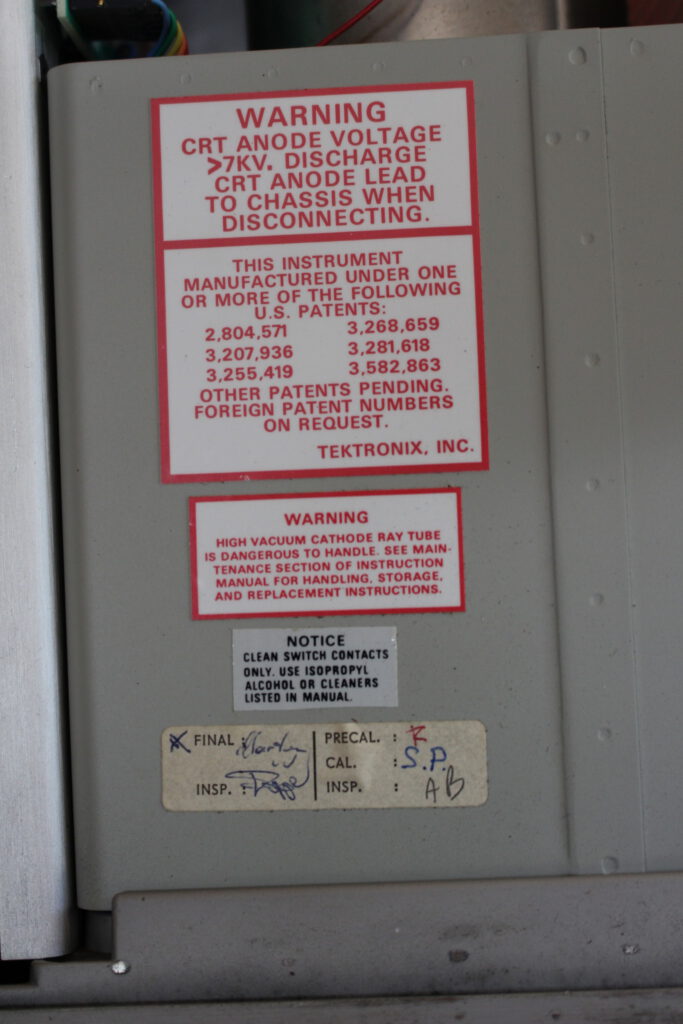 WARNING
CRT ANODE VOLTAGE
>7KV. DISCHARGE
CRT ANODE LEAD
TO CHASSIS WHEN
DISCONNECTING.
THIS INSTRUMENT
MANUFACTURED UNDER ONE
OR MORE OF THE FOLLOWING
U.S. PATENTS:
2,804,571 3,268,659
3,207,936 3,281,618
3,255,419 3,582,863
OTHER PATENTS PENDING.
FOREIGN PATENT NUMBERS
ON REQUEST.
TEKTRONIX, INC.
WARNING
HIGH VACUUM CATHODE RAY TUBE
IS DANGEROUS TO HANDLE. SEE MAIN-
TENANCE SECTION OF INSTRUCTION
MANUAL FOR HANDLING, STORAGE,
AND REPLACEMENT INSTRUCTIONS.
NOTICE
CLEAN SWITCH CONTACTS
ONLY. USE ISOPROPYL
ALCOHOL OR CLEANERS
LISTED IN MANUAL.
FINAL :
INSP. :
PRECAL. :
CAL. : S.P.
INSP. : AB